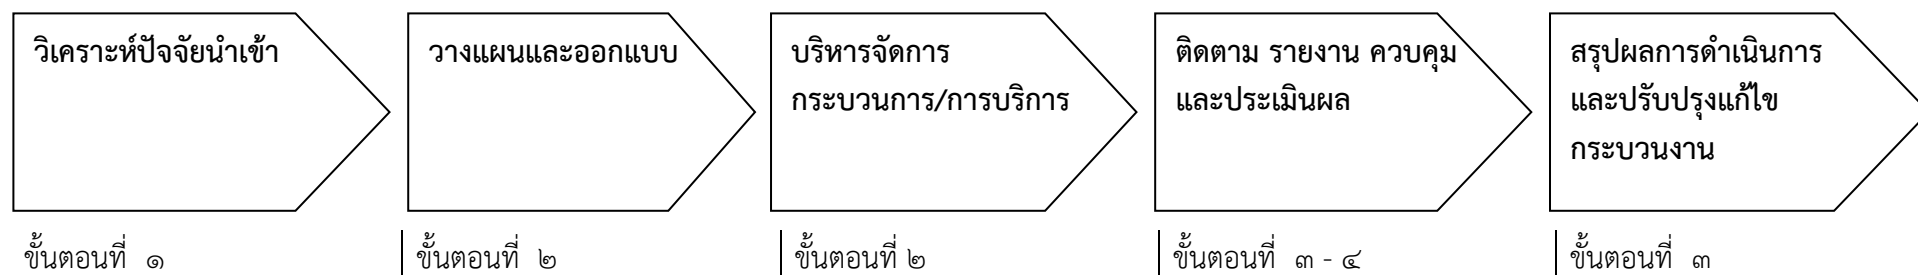 วิเคราะห์ปัจจัยนำเข้า
วางแผนและออกแบบ
บริหารจัดการ
กระบวนการ/การบริการ
ติดตาม รายงาน ควบคุม
และประเมินผล
สรุปผลการดำเนินการ
และปรับปรุงแก้ไข
กระบวนงาน
ขั้นตอนที่ ๑
ขั้นตอนที่ ๒
ขั้นตอนที่ ๒
ขั้นตอนที่ ๓ - ๔
ขั้นตอนที่ ๓